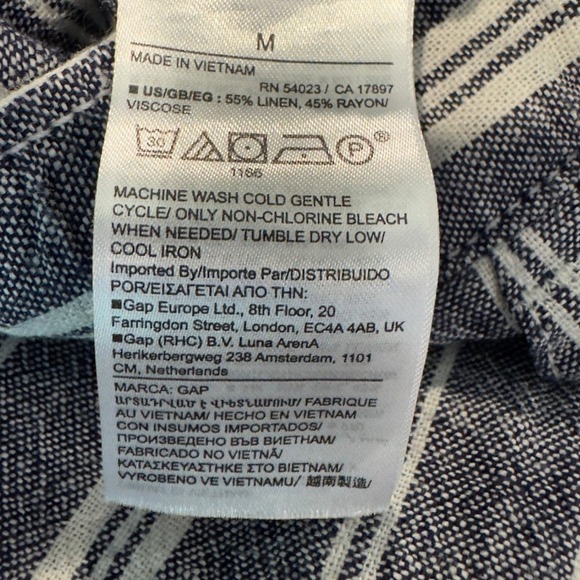 M
MADE IN VIETNAM
RN 54023 / CA 17897
■ US/GB/EG : 55% LINEN, 45% RAYON/
VISCOSE
30 P ®
1166
MACHINE WASH COLD GENTLE
CYCLE/ ONLY NON-CHLORINE BLEACH
WHEN NEEDED/ TUMBLE DRY LOW/
COOL IRON
Imported By/Importe Par/DISTRIBUIDO
POR/ΕΙΣΑΓΕΤΑΙ ΑΠΟ ΤΗΝ:
■Gap Europe Ltd., 8th Floor, 20
Farringdon Street, London, EC4A 4AB, UK
■Gap (RHC) B.V. Luna ArenA
Herikerbergweg 238 Amsterdam, 1101
CM, Netherlands
MARCA: GAP
ԱՐՏԱԴՐՎԱԾ Է ՎԻԵՏՆԱՄՈՒՄ/ FABRIQUE
AU VIETNAM/ HECHO EN VIETNAM
CON INSUMOS IMPORTADOS/
ПРОИЗВЕДЕНО ВЪВ ВИЕТНАМ/
FABRICADO NO VIETNÃ/
ΚΑΤΑΣΚΕΥΑΣΤΗΚΕ ΣΤΟ ΒΙΕΤΝΑΜ/
VYROBENO VE VIETNAMU/ 越南製造/